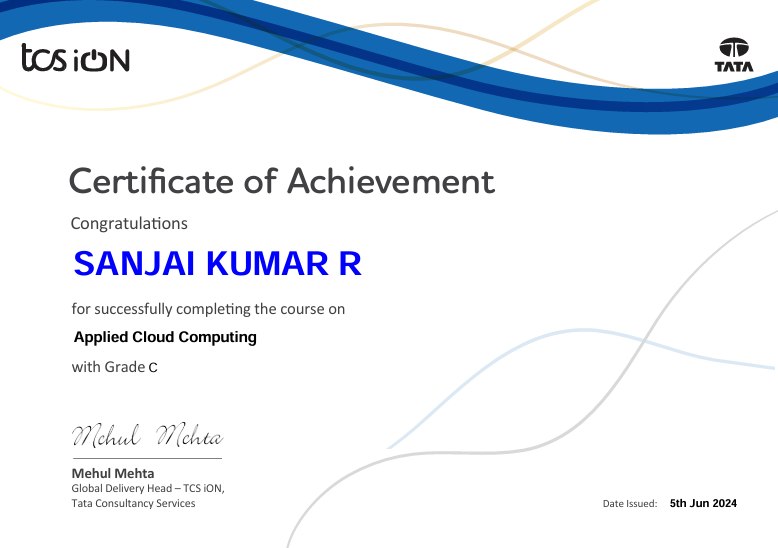 tcs iON
TATA
Certificate of Achievement
Congratulations
SANJAI KUMAR R
for successfully completing the course on
Applied Cloud Computing
with Grade C
Mehul Mehta
Mehul Mehta
Global Delivery Head – TCS iON,
Tata Consultancy Services
Date Issued: 5th Jun 2024